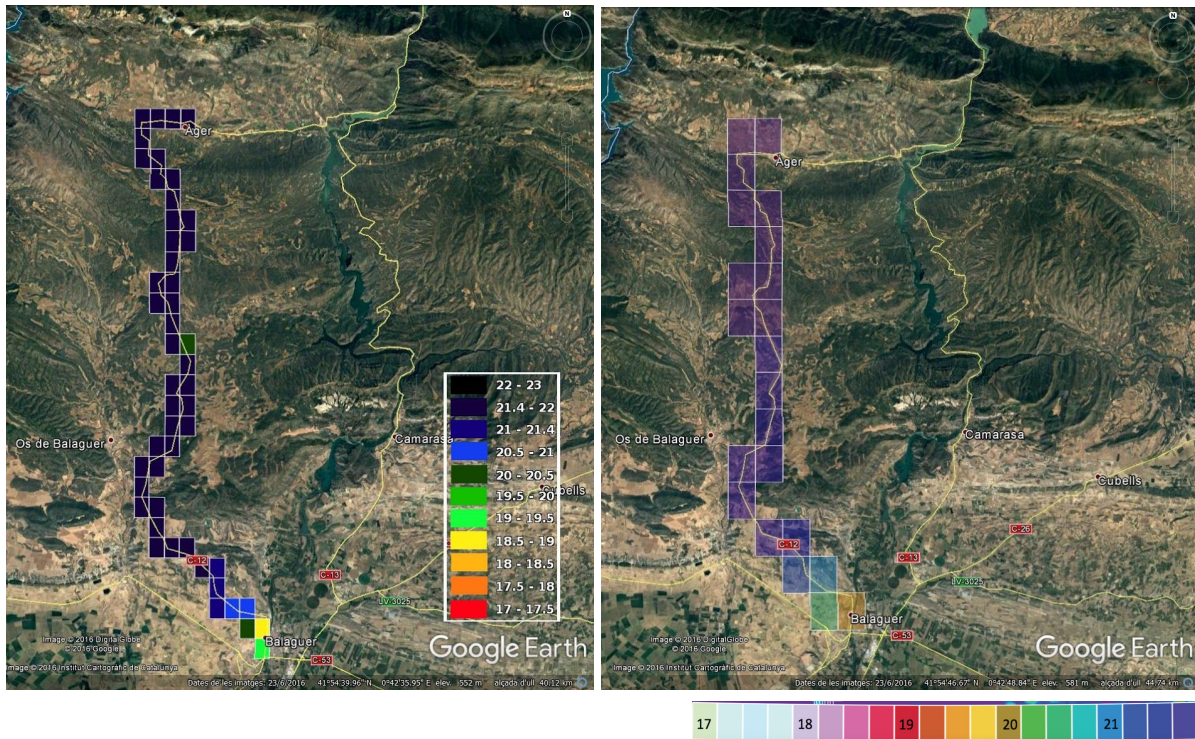 N
Àger
Os de Balaguer
Camarasa
Cubells
C-12
C-13
LV-3025
Balaguer
C-53
22 - 23
21.4 - 22
21 - 21.4
20.5 - 21
20 - 20.5
19.5 - 20
19 - 19.5
18.5 - 19
18 - 18.5
17.5 - 18
17 - 17.5
Image © 2016 DigitalGlobe
© 2016 Google
Image © 2016 Institut Cartogràfic de Catalunya
Google Earth
Dates de les imatges: 23/6/2016 41°54'39.96" N 0°42'35.95" E elev. 552 m alçada d'ull 40.12 km
N
Àger
Os de Balaguer
Camarasa
Cubells
C-26
C-12
C-13
LV-3025
Balaguer
C-53
Image © 2016 DigitalGlobe
© 2016 Google
Image © 2016 Institut Cartogràfic de Catalunya
Google Earth
Dates de les imatges: 23/6/2016 41°54'46.67" N 0°42'48.84" E elev. 581 m alçada d'ull 44.74 km
17 18 19 20 21